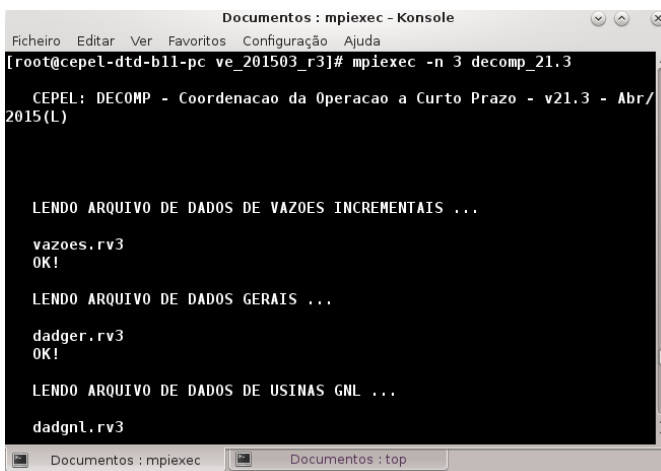 Documentos : mpiexec – Konsole
Ficheiro Editar Ver Favoritos Configuração Ajuda
[root@cepel-dtd-b11-pc ve_201503_r3]# mpiexec -n 3 decomp_21.3
CEPEL: DECOMP - Coordenacao da Operacao a Curto Prazo - v21.3 - Abr/
2015(L)
LENDO ARQUIVO DE DADOS DE VAZOES INCREMENTAIS ...
vazoes.rv3
OK!
LENDO ARQUIVO DE DADOS GERAIS ...
dadger.rv3
OK!
LENDO ARQUIVO DE DADOS DE USINAS GNL ...
dadgnl.rv3
Documentos : mpiexec
Documentos : top